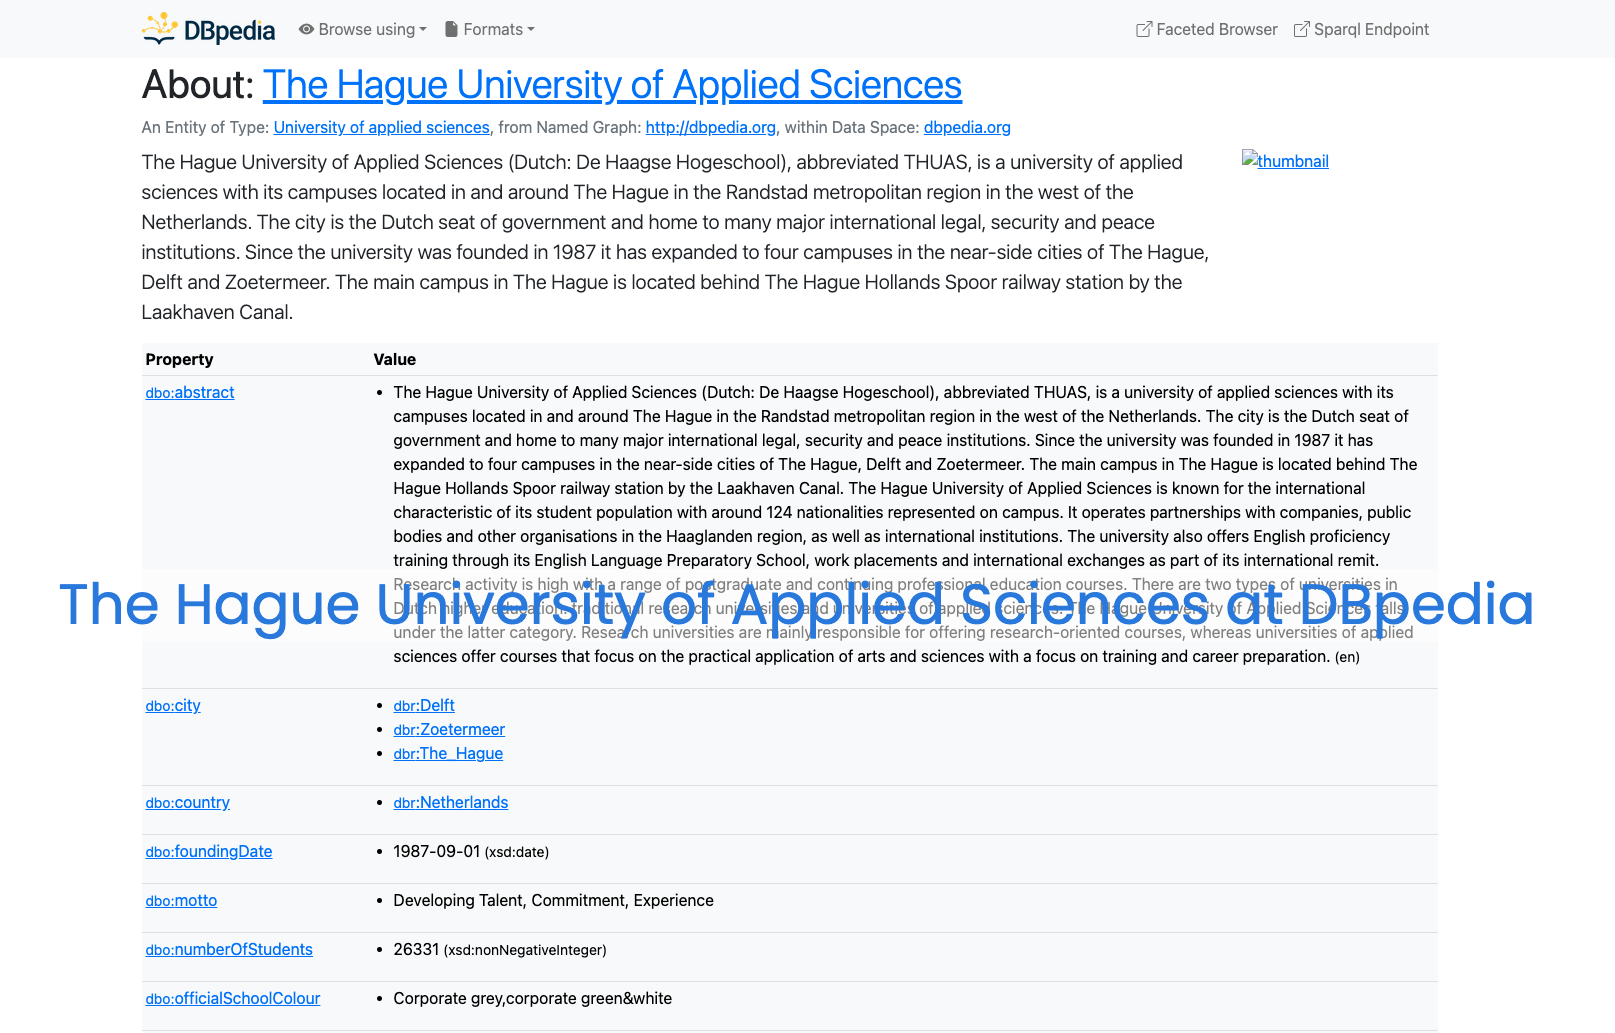 DBpedia
Browse using
Formats
Faceted Browser
Sparql Endpoint
About: The Hague University of Applied Sciences
An Entity of Type: University of applied sciences, from Named Graph: http://dbpedia.org, within Data Space: dbpedia.org
The Hague University of Applied Sciences (Dutch: De Haagse Hogeschool), abbreviated THUAS, is a university of applied
sciences with its campuses located in and around The Hague in the Randstad metropolitan region in the west of the
Netherlands. The city is the Dutch seat of government and home to many major international legal, security and peace
institutions. Since the university was founded in 1987 it has expanded to four campuses in the near-side cities of The Hague,
Delft and Zoetermeer. The main campus in The Hague is located behind The Hague Hollands Spoor railway station by the
Laakhaven Canal.
thumbnail
Property Value
dbo:abstract
The Hague University of Applied Sciences (Dutch: De Haagse Hogeschool), abbreviated THUAS, is a university of applied sciences with its
campuses located in and around The Hague in the Randstad metropolitan region in the west of the Netherlands. The city is the Dutch seat of
government and home to many major international legal, security and peace institutions. Since the university was founded in 1987 it has
expanded to four campuses in the near-side cities of The Hague, Delft and Zoetermeer. The main campus in The Hague is located behind The
Hague Hollands Spoor railway station by the Laakhaven Canal. The Hague University of Applied Sciences is known for the international
characteristic of its student population with around 124 nationalities represented on campus. It operates partnerships with companies, public
bodies and other organisations in the Haaglanden region, as well as international institutions. The university also offers English proficiency
training through its English Language Preparatory School, work placements and international exchanges as part of its international remit.
Research activity is high with a range of postgraduate and continuing professional education courses. There are two types of universities in
Dutch higher education: traditional research universities and universities of applied sciences. The Hague University of Applied Sciences falls
under the latter category. Research universities are mainly responsible for offering research-oriented courses, whereas universities of applied
sciences offer courses that focus on the practical application of arts and sciences with a focus on training and career preparation. (en)
The Hague University of Applied Sciences at DBpedia
dbo:city
dbr:Delft
dbr:Zoetermeer
dbr:The_Hague
dbo:country
dbr:Netherlands
dbo:foundingDate
1987-09-01 (xsd:date)
dbo:motto
Developing Talent, Commitment, Experience
dbo:numberOfStudents
26331 (xsd:nonNegativeInteger)
dbo:officialSchoolColour
Corporate grey,corporate green&white